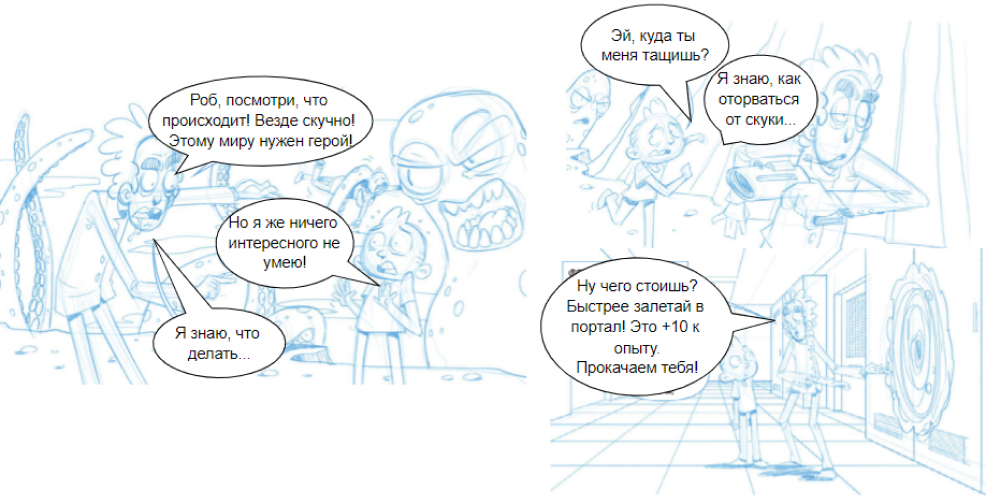 Роб, посмотри, что
происходит! Везде скучно!
Этому миру нужен герой!
Но я же ничего
интересного не
умею!
Я знаю, что
делать...
Эй, куда ты
меня тащишь?
Я знаю, как
оторваться
от скуки...
Ну чего стоишь?
Быстрее залетай в
портал! Это +10 к
опыту.
Прокачаем тебя!